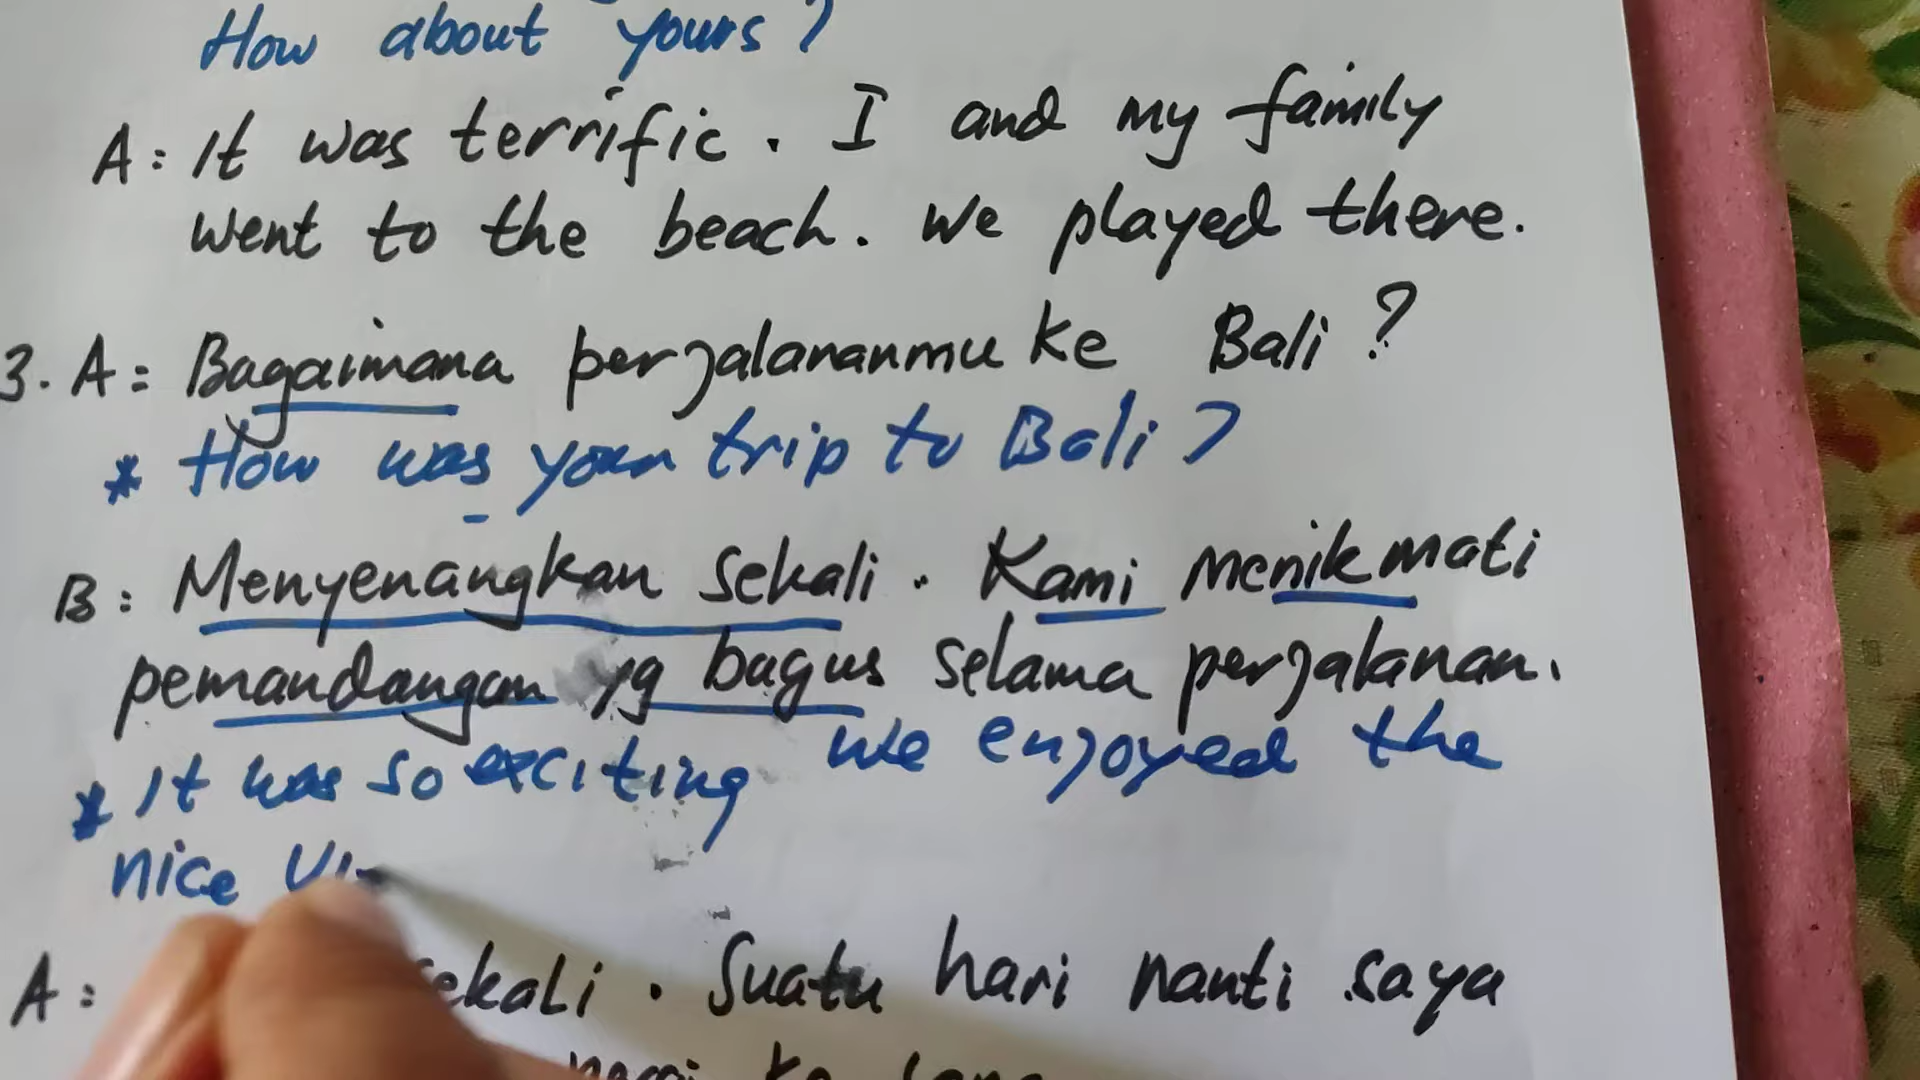 How about yours?
A: It was terrific. I and my family
went to the beach. We played there.
3. A: Bagaimana perjalananmu ke Bali?
* How was your trip to Bali?
B: Menyenangkan sekali. Kami menikmati
pemandangan yg bagus selama perjalanan.
* It was so exciting we enjoyed the
nice
A: sekali. Suatu hari nanti saya
ke